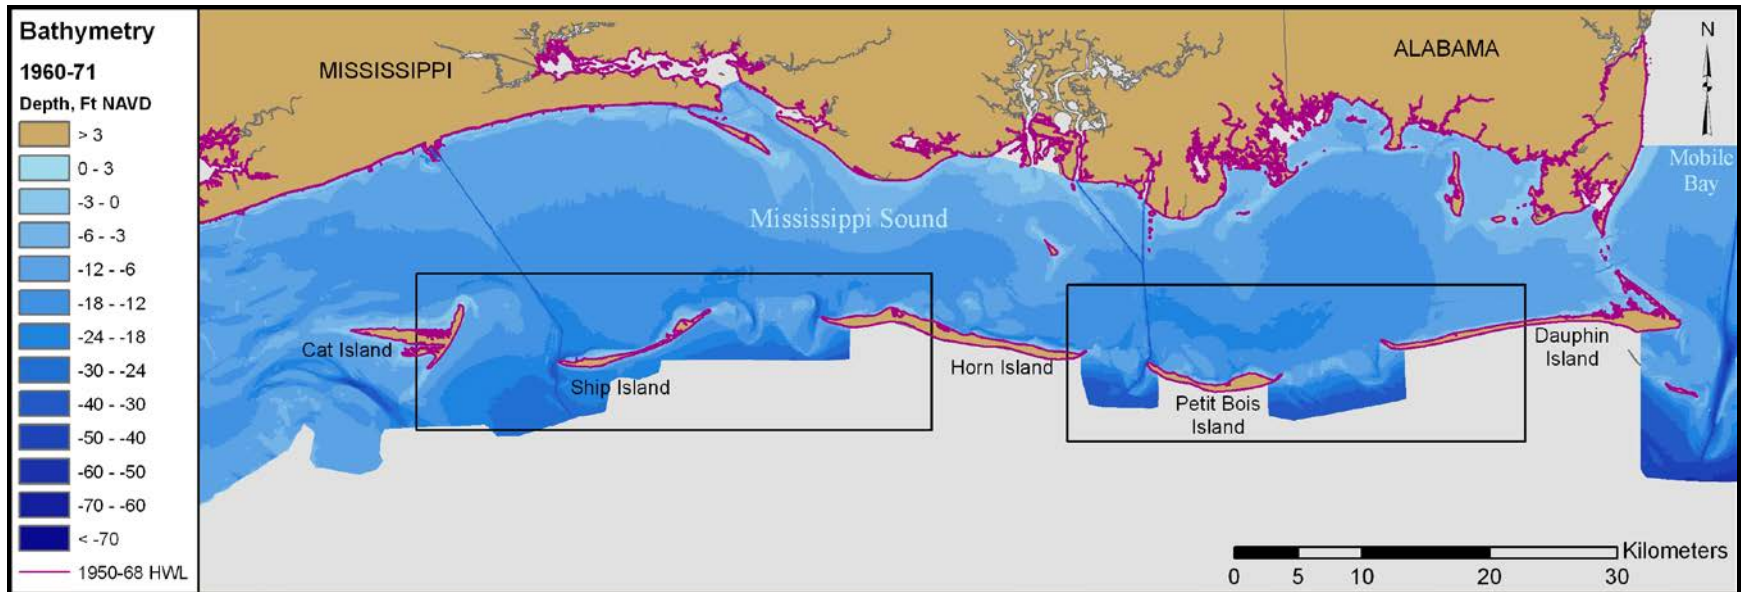 Bathymetry
1960-71
Depth, Ft NAVD
> 3
0 - 3
-3 - 0
-6 - -3
-12 - -6
-18 - -12
-24 - -18
-30 - -24
-40 - -30
-50 - -40
-60 - -50
-70 - -60
< -70
1950-68 HWL
MISSISSIPPI
ALABAMA
N
Mobile
Bay
Mississippi Sound
Cat Island
Ship Island
Horn Island
Petit Bois
Island
Dauphin
Island
Kilometers
0 5 10 20 30